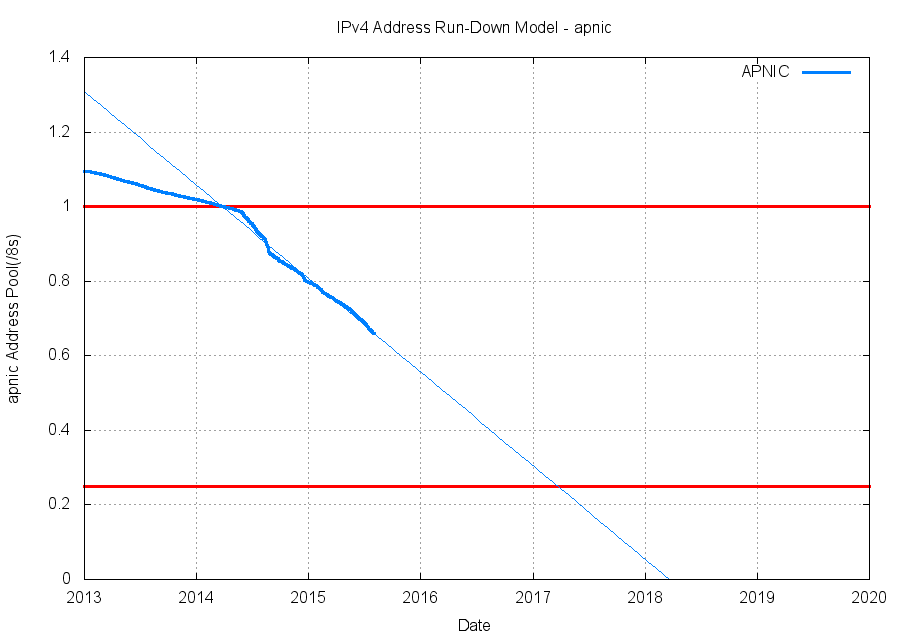 IPv4 Address Run-Down Model - apnic
APNIC
apnic Address Pool(/8s)
1.4
1.2
1
0.8
0.6
0.4
0.2
0
2013 2014 2015 2016 2017 2018 2019 2020
Date